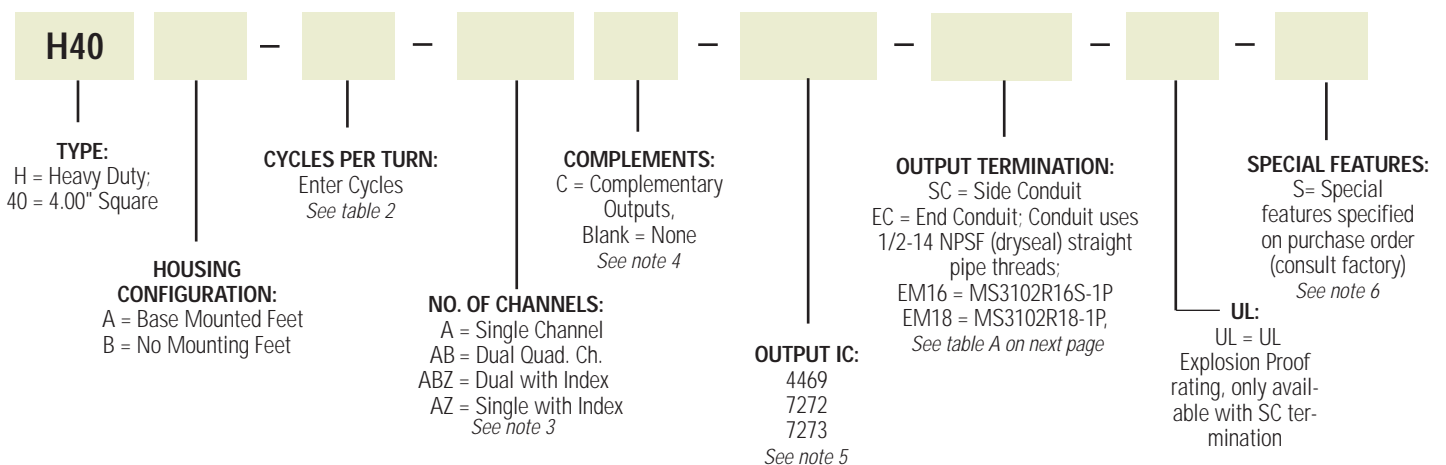 H40 – – – – – –
TYPE:
H = Heavy Duty;
40 = 4.00" Square
HOUSING
CONFIGURATION:
A = Base Mounted Feet
B = No Mounting Feet
CYCLES PER TURN:
Enter Cycles
See table 2
NO. OF CHANNELS:
A = Single Channel
AB = Dual Quad. Ch.
ABZ = Dual with Index
AZ = Single with Index
See note 3
COMPLEMENTS:
C = Complementary
Outputs,
Blank = None
See note 4
OUTPUT IC:
4469
7272
7273
See note 5
OUTPUT TERMINATION:
SC = Side Conduit
EC = End Conduit; Conduit uses
1/2-14 NPSF (dryseal) straight
pipe threads;
EM16 = MS3102R16S-1P
EM18 = MS3102R18-1P,
See table A on next page
UL:
UL = UL
Explosion Proof
rating, only avail-
able with SC ter-
mination
SPECIAL FEATURES:
S= Special
features specified
on purchase order
(consult factory)
See note 6